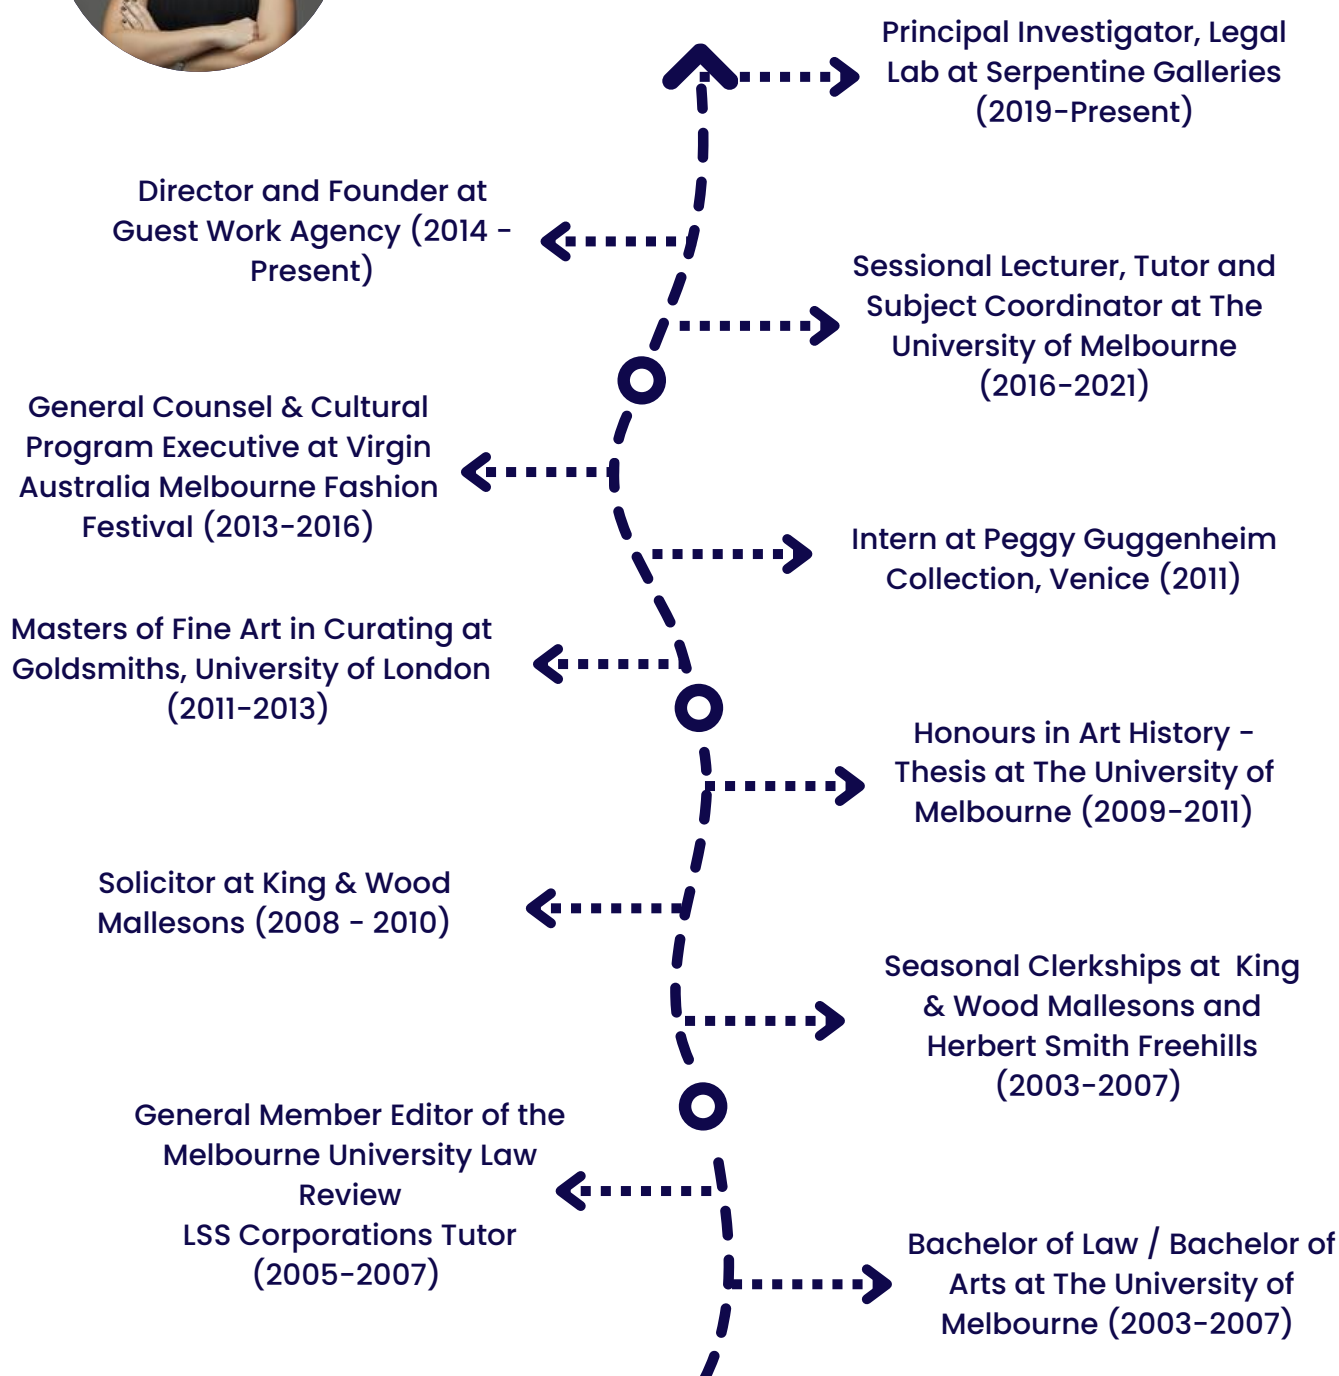 Principal Investigator, Legal
Lab at Serpentine Galleries
(2019-Present)
Director and Founder at
Guest Work Agency (2014 -
Present)
Sessional Lecturer, Tutor and
Subject Coordinator at The
University of Melbourne
(2016-2021)
General Counsel & Cultural
Program Executive at Virgin
Australia Melbourne Fashion
Festival (2013-2016)
Intern at Peggy Guggenheim
Collection, Venice (2011)
Masters of Fine Art in Curating at
Goldsmiths, University of London
(2011-2013)
Honours in Art History -
Thesis at The University of
Melbourne (2009-2011)
Solicitor at King & Wood
Mallesons (2008 - 2010)
Seasonal Clerkships at  King
& Wood Mallesons and
Herbert Smith Freehills
(2003-2007)
General Member Editor of the
Melbourne University Law
Review
LSS Corporations Tutor
(2005-2007)
Bachelor of Law / Bachelor of
Arts at The University of
Melbourne (2003-2007)